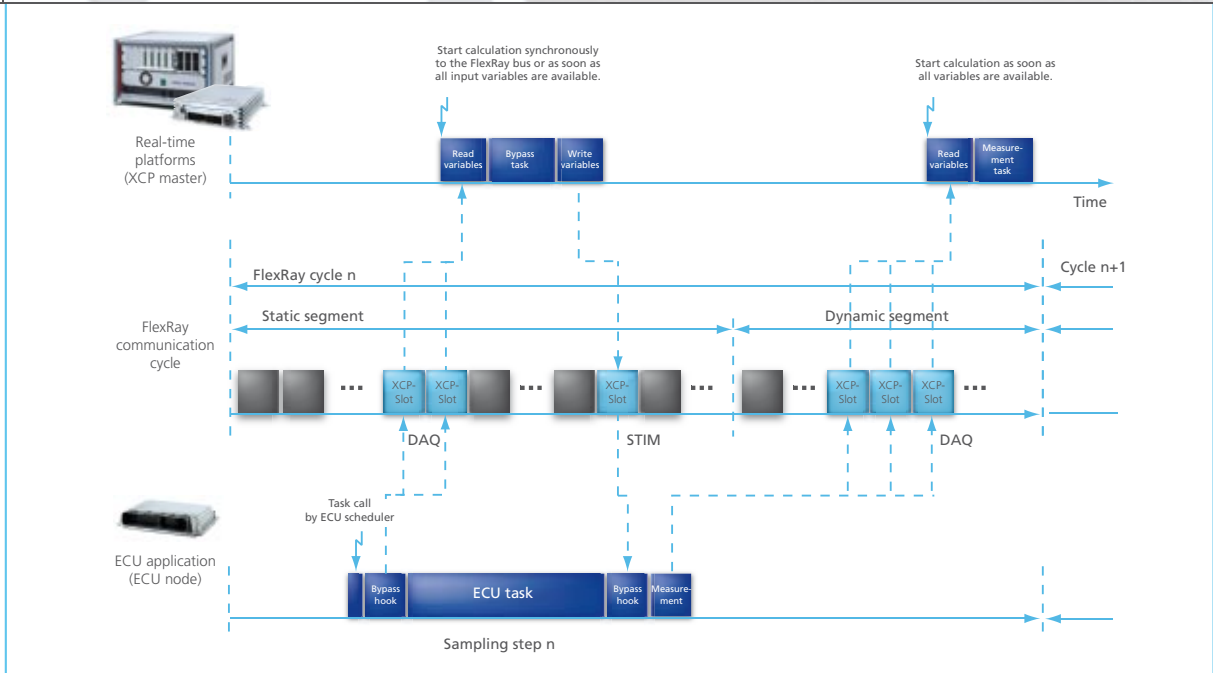 Start calculation synchronously
to the FlexRay bus or as soon as
all input variables are available.
Start calculation as soon as
all variables are available.
Real-time
platforms
(XCP master)
Read
variables
Bypass
task
Write
variables
Read
variables
Measure-
ment
task
Time
FlexRay cycle n
Cycle n+1
Static segment
Dynamic segment
FlexRay
communication
cycle
XCP-
Slot
XCP-
Slot
XCP-
Slot
XCP-
Slot
XCP-
Slot
XCP-
Slot
DAQ
STIM
DAQ
Task call
by ECU scheduler
ECU application
(ECU node)
Bypass
hook
ECU task
Bypass
hook
Measure-
ment
Sampling step n